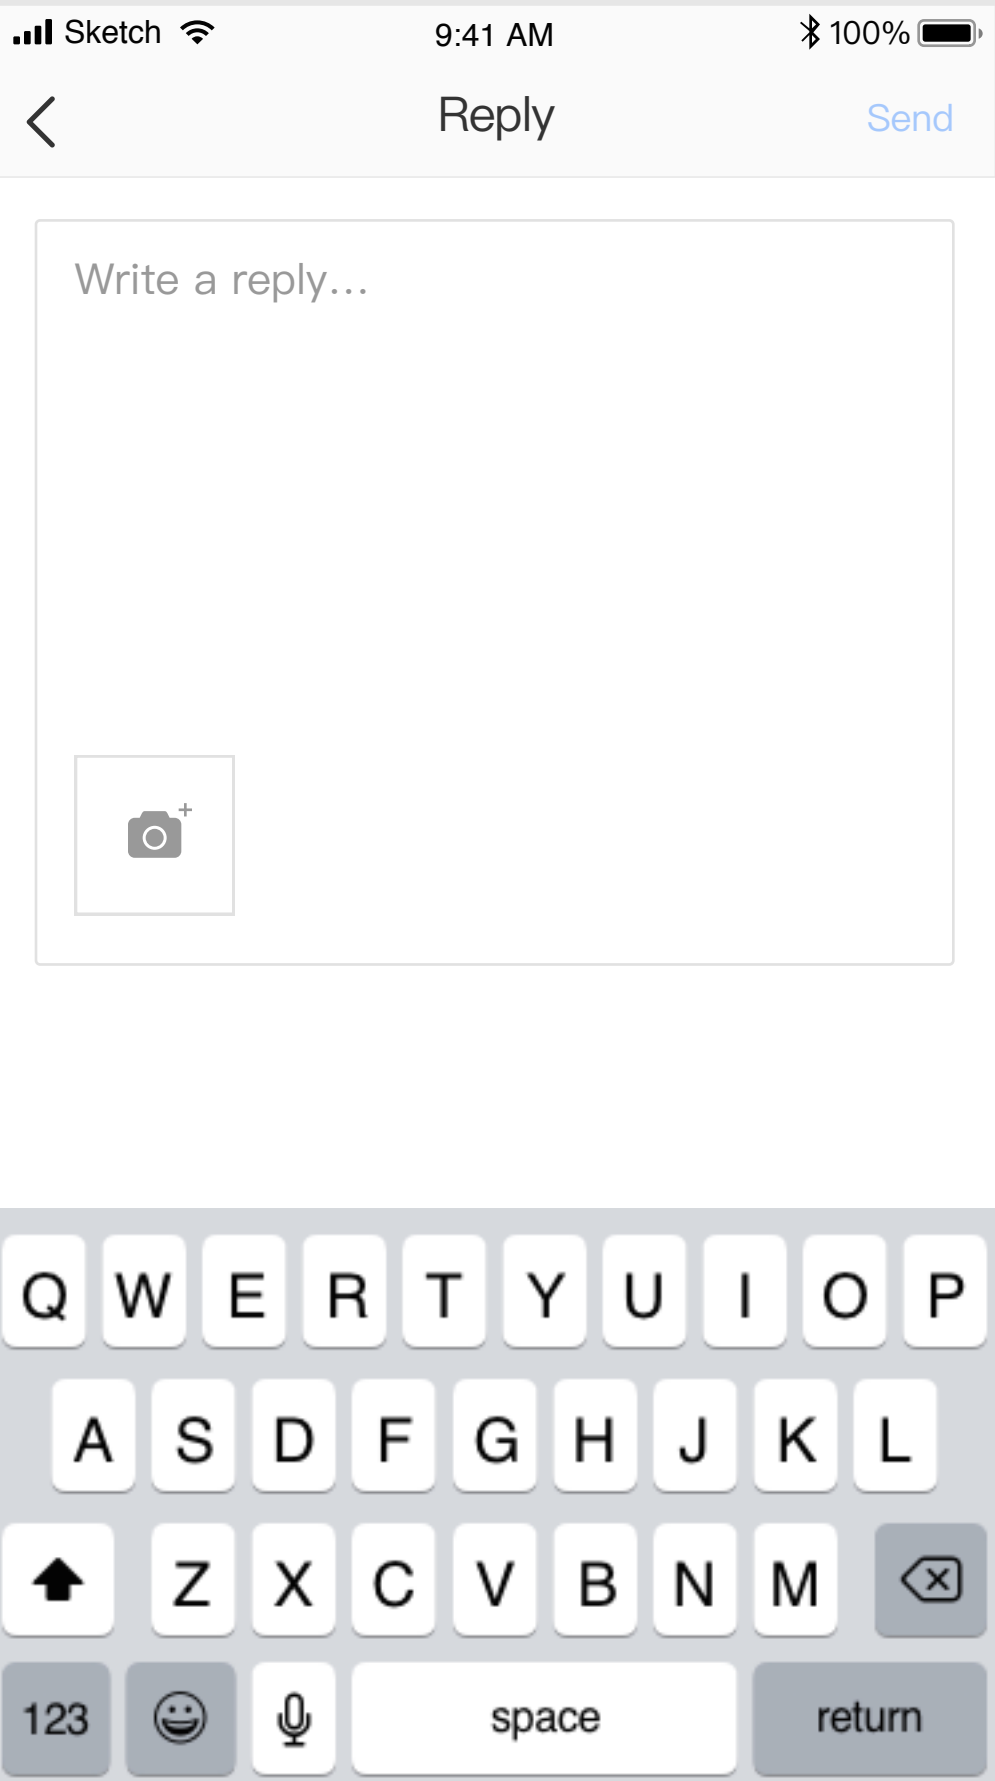 Sketch 9:41 AM 100%
Reply Send
Write a reply...
Q W E R T Y U I O P
A S D F G H J K L
Z X C V B N M
123 space return